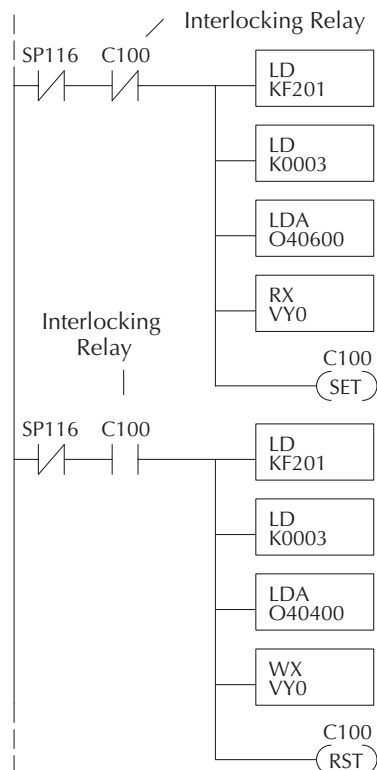 Interlocking Relay
SP116 C100
LD
KF201
LD
K0003
LDA
O40600
RX
VY0
Interlocking
Relay
C100
SET
SP116 C100
LD
KF201
LD
K0003
LDA
O40400
WX
VY0
C100
RST